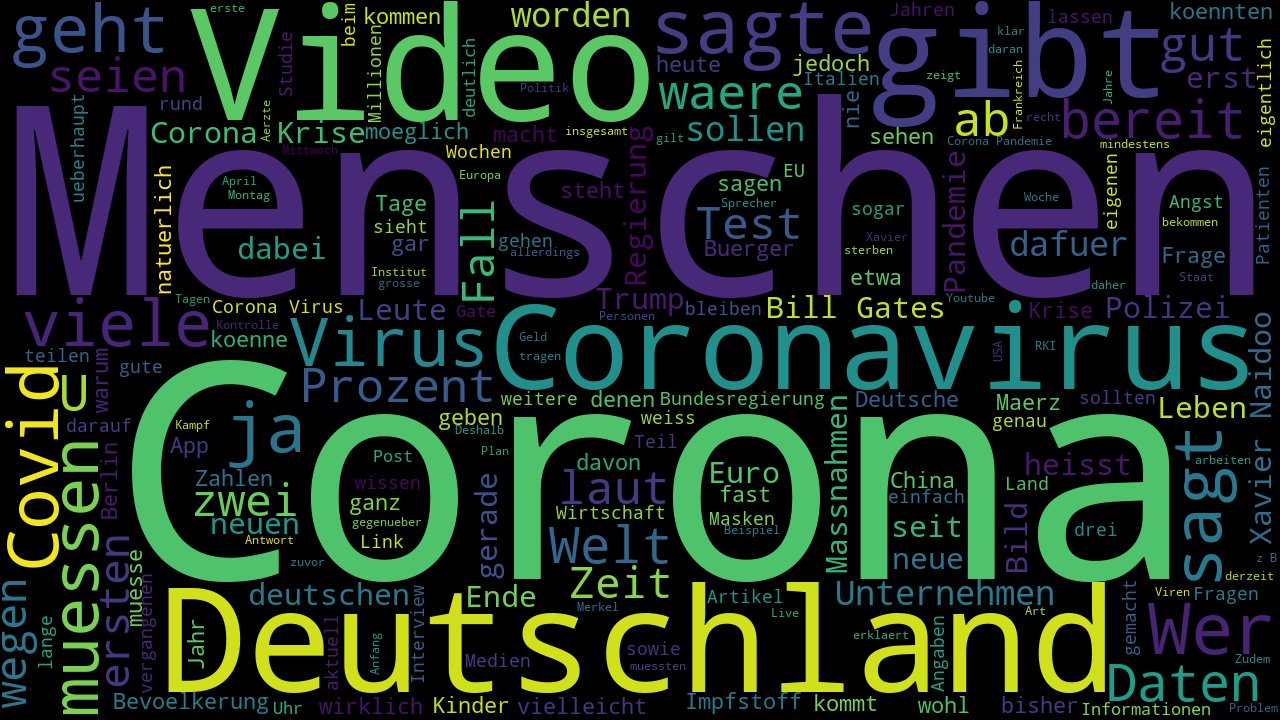 geht
Video
erste
beim
kommen
worden
sagte
gibt
Jahren
lassen
koennten
seien
Studie
Millionen
deutlich
Politik
heute
jedoch
Italien
klar
daran
zeigt
Frankreich
Jahre
gut
erst
eigentlich
ueberhaupt
rund
Aerzte
Corona Krise
moeglich
macht
insgesamt
waere
sollen
gilt
nie
sehen
ab
recht
Corona Pandemie
bereit
mindestens
Menschen
Mittwoch
Wochen
Europa
natuerlich
April
Montag
Tage
sieht
steht
Regierung
sagen
EU
Sprecher
sogar
Pandemie
Woche
eigenen
Angst
bekommen
Patienten
dabei
gar
Fall
gehen
allerdings
Test
Buerger
sterben
Xavier
dafuer
Frage
Institut
grosse
etwa
daher
Staat
viele
Tagen
Corona Virus
Kontrolle
Leute
Gate
Trump
Personen
bleiben
Bill Gates
Youtube
Krise
Polizei
koenne
Virus
Geld
tragen
Coronavirus
USA
RKI
teilen
warum
gute
Prozent
weitere
denen
Bundesregierung
Deutsche
Maerz
sollten
Xavier Naidoo
Covid
darauf
Kampf
ja
geben
Deshalb
weiss
Massnahmen
genau
Leben
muessen
Berlin
App
Corona
Post
Plan
Teil
Zahlen
wissen
davon
Euro
China
heisst
sagt
arbeiten
zwei
ganz
gerade
laut
fast
einfach
Land
neuen
gegenueber
Wirtschaft
Masken
Beispiel
seit
Bild
drei
Antwort
Link
Welt
neue
z B
wegen
ersten
muesse
zuvor
derzeit
deutschen
Ende
Zeit
Artikel
Unternehmen
Viren
Fragen
lange
vergangenen
Jahr
Deutschland
Interview
Merkel
Live
Art
gemacht
Wer
aktuell
Anfang
Medien
sowie
muessten
erklaert
Angaben
Zudem
Daten
Bevoelkerung
Uhr
wirklich
Kinder
vielleicht
Impfstoff
kommt
wohl
bisher
Informationen
Problem